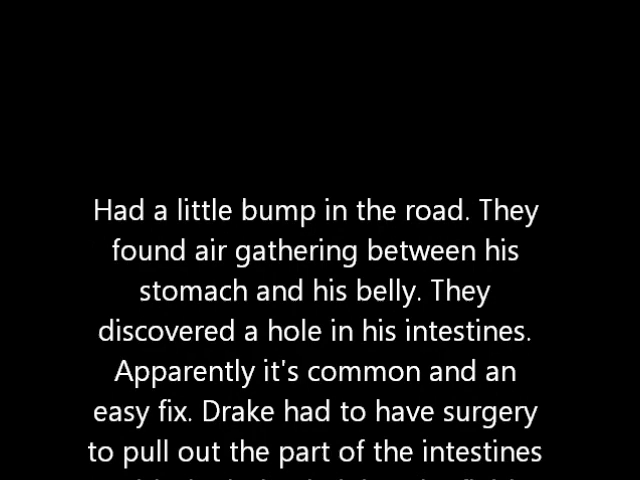 Had a little bump in the road. They
found air gathering between his
stomach and his belly. They
discovered a hole in his intestines.
Apparently it's common and an
easy fix. Drake had to have surgery
to pull out the part of the intestines